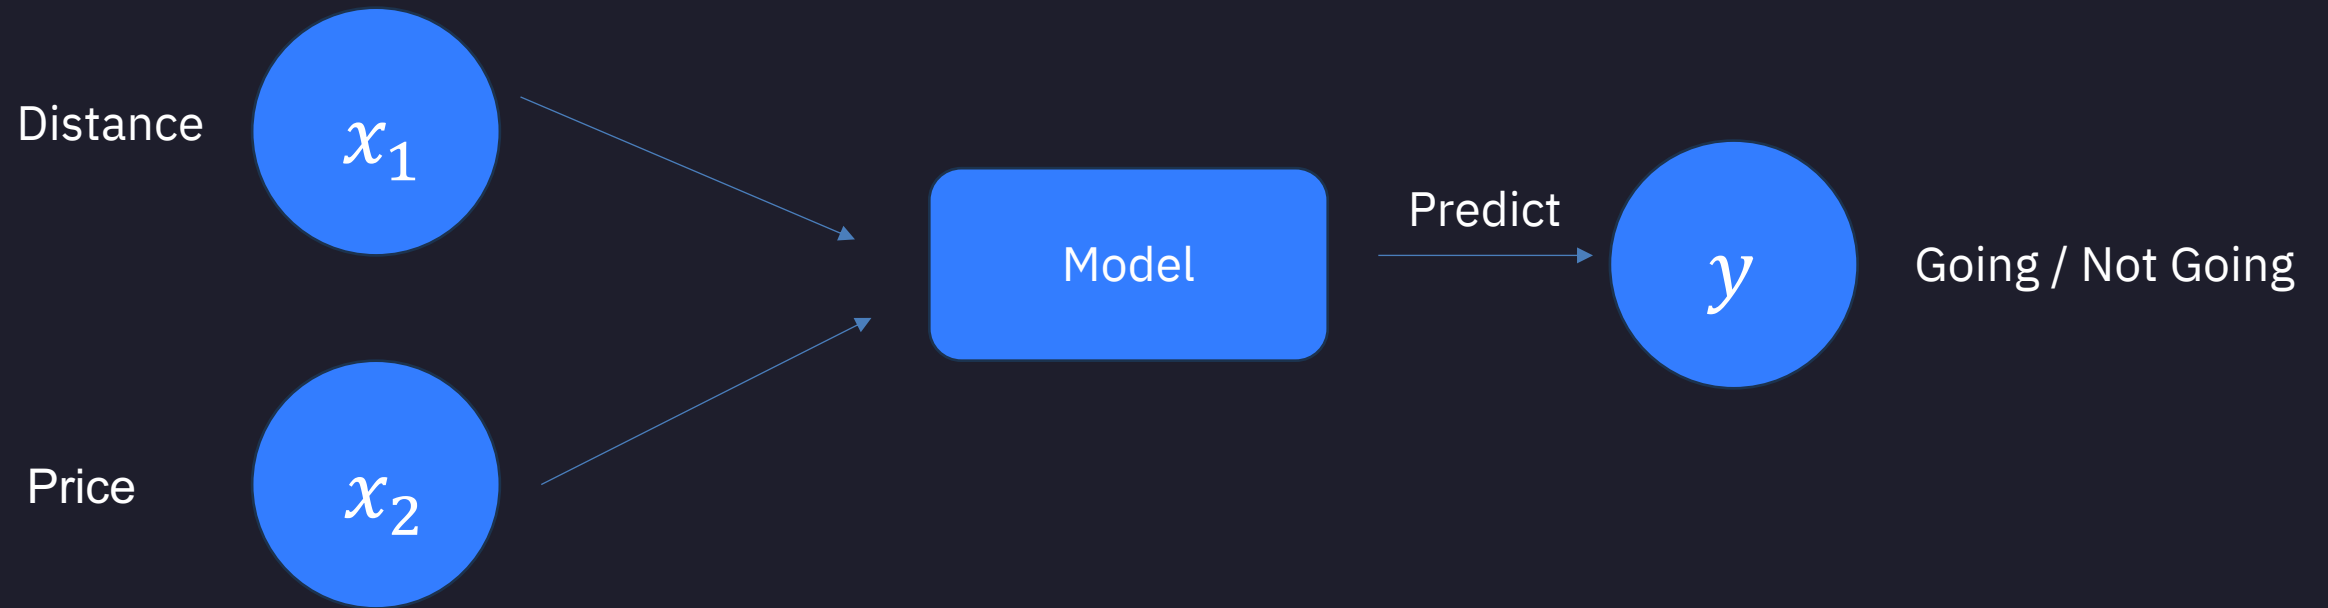 Distance
x₁
Model
Predict
y
Going / Not Going
Price
x₂